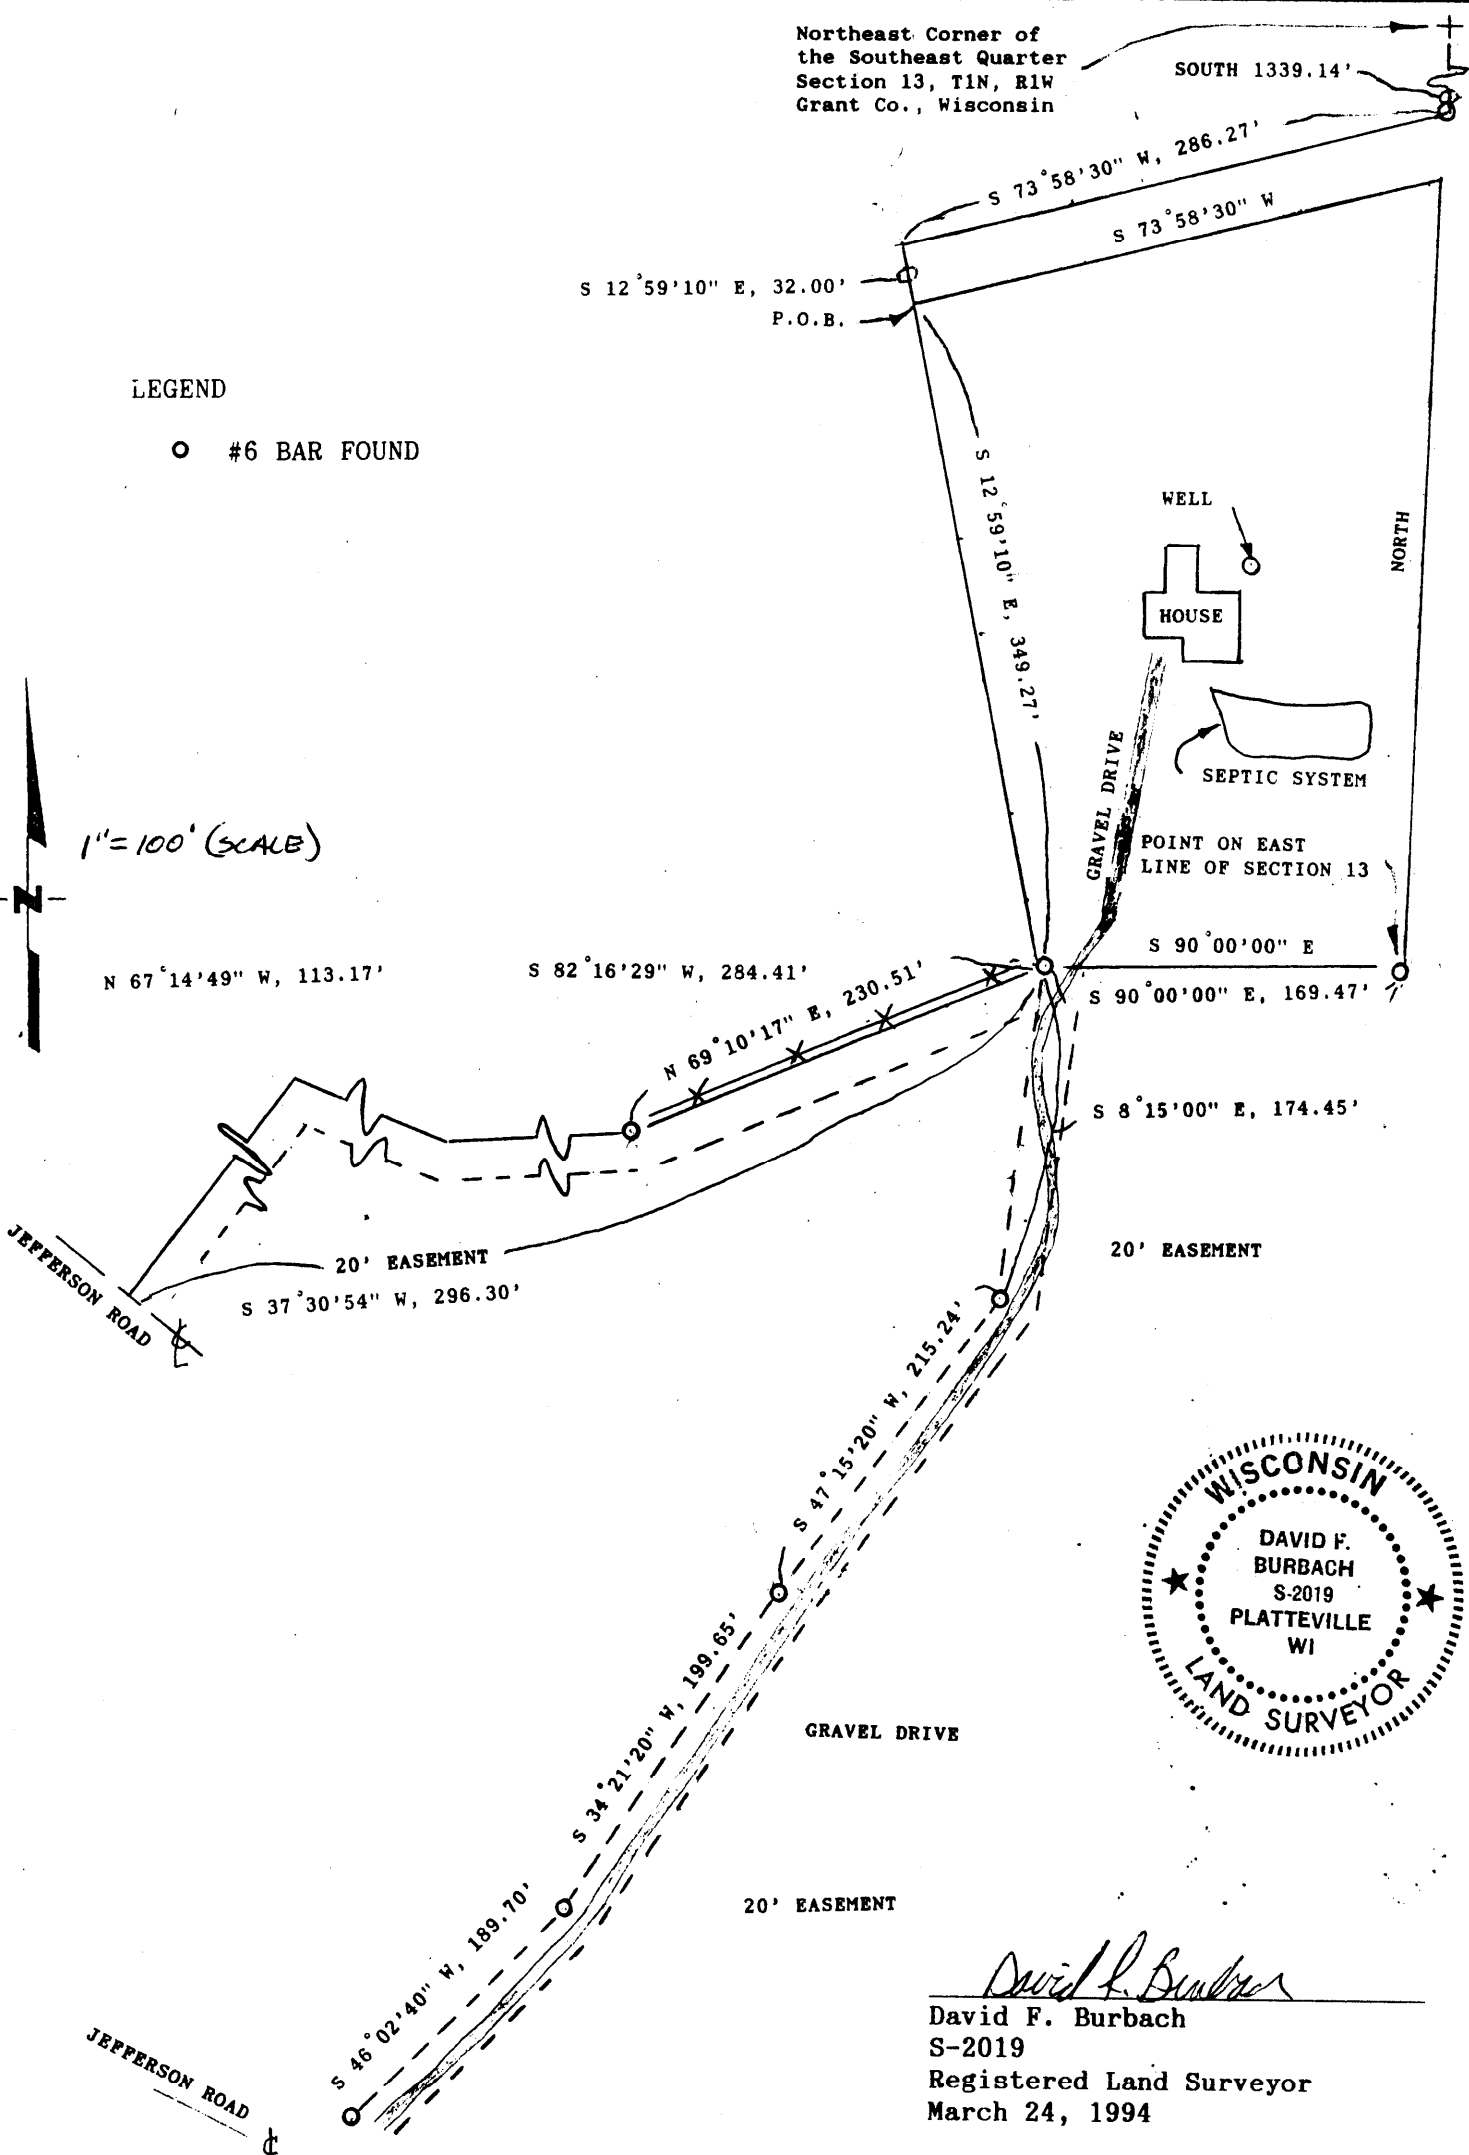 Northeast Corner of
the Southeast Quarter
Section 13, T1N, R1W
Grant Co., Wisconsin
SOUTH 1339.14'
S 73°58'30" W, 286.27'
S 73°58'30" W
S 12°59'10" E, 32.00'
P.O.B.
LEGEND
#6 BAR FOUND
S 12°59'10" E, 349.27'
WELL
NORTH
HOUSE
SEPTIC SYSTEM
GRAVEL DRIVE
1"=100' (SCALE)
POINT ON EAST
LINE OF SECTION 13
N
S 90°00'00" E
N 67°14'49" W, 113.17'
S 82°16'29" W, 284.41'
N 69°10'17" E, 230.51'
S 90°00'00" E, 169.47'
S 8°15'00" E, 174.45'
20' EASEMENT
20' EASEMENT
S 37°30'54" W, 296.30'
JEFFERSON ROAD
S 47°15'20" W, 215.24'
WISCONSIN
DAVID F.
BURBACH
S-2019
PLATTEVILLE
WI
LAND SURVEYOR
S 34°21'20" W, 199.65'
GRAVEL DRIVE
20' EASEMENT
S 46°02'40" W, 189.70'
JEFFERSON ROAD
David F. Burbach
David F. Burbach
S-2019
Registered Land Surveyor
March 24, 1994